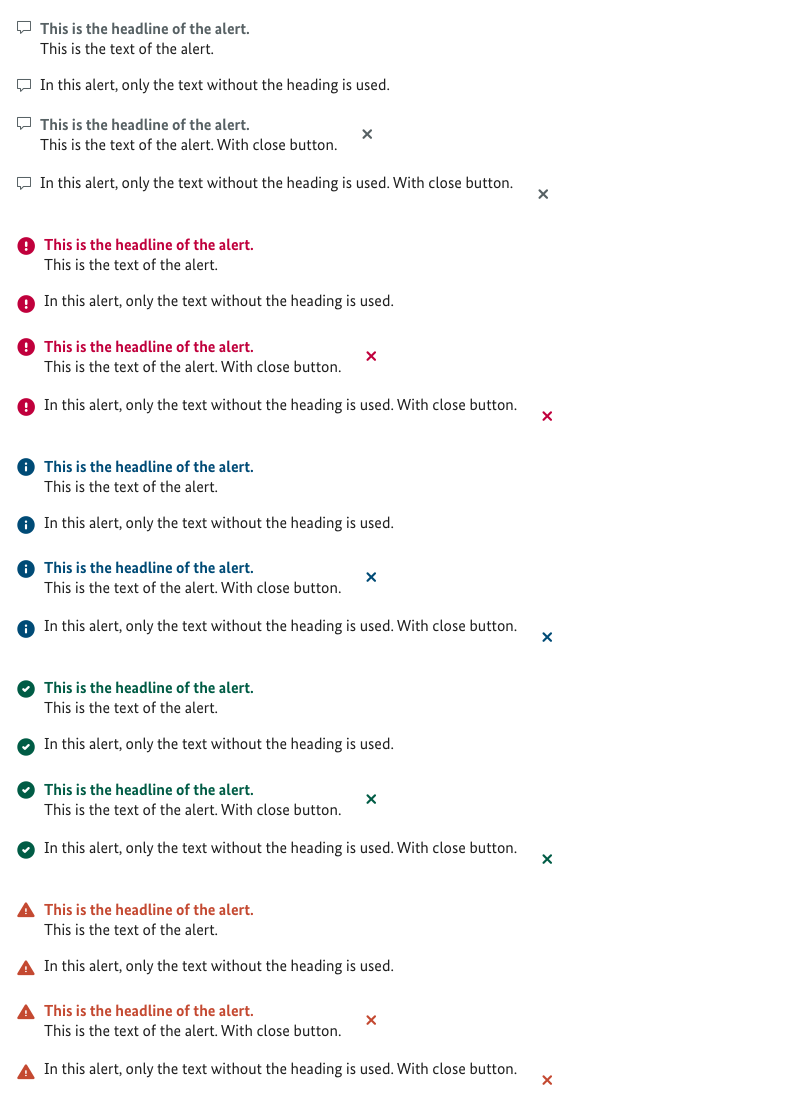 This is the headline of the alert.
This is the text of the alert.
In this alert, only the text without the heading is used.
This is the headline of the alert.
This is the text of the alert. With close button.
In this alert, only the text without the heading is used. With close button.
This is the headline of the alert.
This is the text of the alert.
In this alert, only the text without the heading is used.
This is the headline of the alert.
This is the text of the alert. With close button.
In this alert, only the text without the heading is used. With close button.
This is the headline of the alert.
This is the text of the alert.
In this alert, only the text without the heading is used.
This is the headline of the alert.
This is the text of the alert. With close button.
In this alert, only the text without the heading is used. With close button.
This is the headline of the alert.
This is the text of the alert.
In this alert, only the text without the heading is used.
This is the headline of the alert.
This is the text of the alert. With close button.
In this alert, only the text without the heading is used. With close button.
This is the headline of the alert.
This is the text of the alert.
In this alert, only the text without the heading is used.
This is the headline of the alert.
This is the text of the alert. With close button.
In this alert, only the text without the heading is used. With close button.